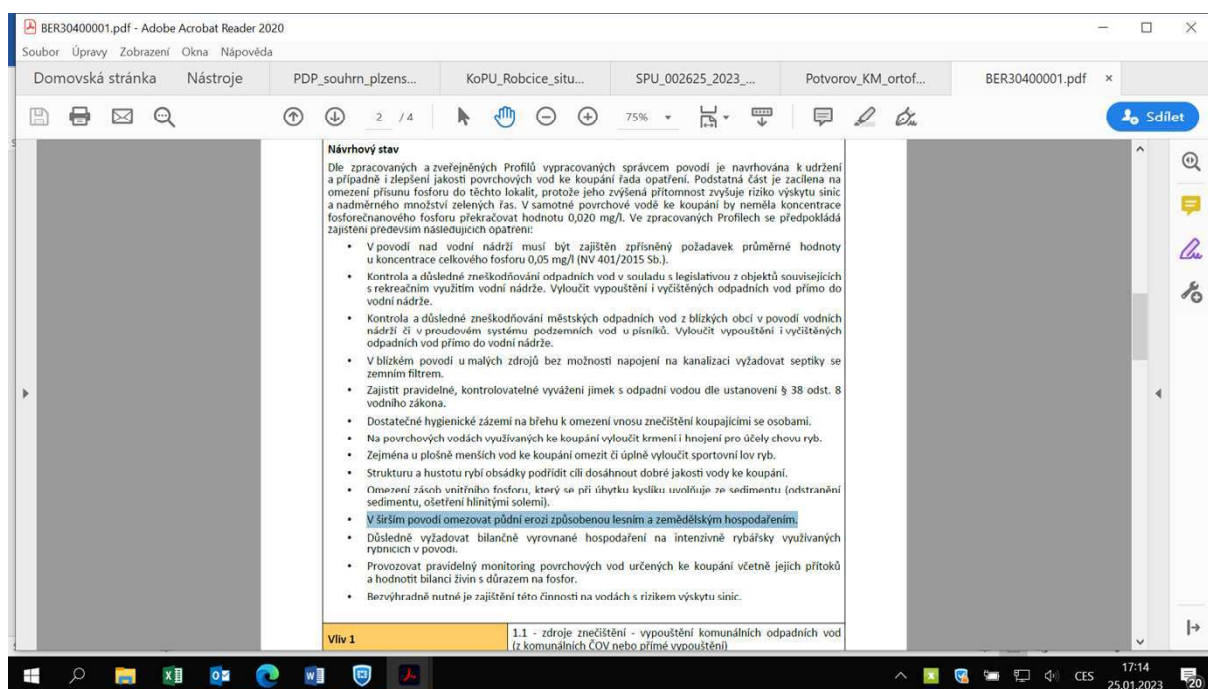 BER30400001.pdf - Adobe Acrobat Reader 2020
Soubor Úpravy Zobrazení Okna Nápověda
Domovská stránka Nástroje PDP_souhrn_plzens... KoPU_Robcice_situ... SPU_002625_2023_... Potvorov_KM_ortof... BER30400001.pdf ×
2 / 4 75% Sdílet
Návrhový stav
Dle zpracovaných a zveřejněných Profilů vypracovaných správcem povodí je navrhována k udržení
a případně i zlepšení jakosti povrchových vod ke koupání řada opatření. Podstatná část je zacílena na
omezení přísunu fosforu do těchto lokalit, protože jeho zvýšená přítomnost zvyšuje riziko výskytu sinic
a nadměrného množství zelených řas. V samotné povrchové vodě ke koupání by neměla koncentrace
fosforečnanového fosforu překračovat hodnotu 0,020 mg/l. Ve zpracovaných Profilech se předpokládá
zajištění především následujících opatření:
• V povodí nad vodní nádrží musí být zajištěn zpřísněný požadavek průměrné hodnoty
u koncentrace celkového fosforu 0,05 mg/l (NV 401/2015 Sb.).
• Kontrola a důsledné zneškodňování odpadních vod v souladu s legislativou z objektů souvisejících
s rekreačním využitím vodní nádrže. Vyloučit vypouštění i vyčištěných odpadních vod přímo do
vodní nádrže.
• Kontrola a důsledné zneškodňování městských odpadních vod z blízkých obcí v povodí vodních
nádrží či v proudovém systému podzemních vod u písníků. Vyloučit vypouštění i vyčištěných
odpadních vod přímo do vodní nádrže.
• V blízkém povodí u malých zdrojů bez možnosti napojení na kanalizaci vyžadovat septiky se
zemním filtrem.
• Zajistit pravidelné, kontrolovatelné vyvážení jímek s odpadní vodou dle ustanovení § 38 odst. 8
vodního zákona.
• Dostatečné hygienické zázemí na břehu k omezení vnosu znečištění koupajícími se osobami.
• Na povrchových vodách využívaných ke koupání vyloučit krmení i hnojení pro účely chovu ryb.
• Zejména u plošně menších vod ke koupání omezit či úplně vyloučit sportovní lov ryb.
• Strukturu a hustotu rybí obsádky podřídit cíli dosáhnout dobré jakosti vody ke koupání.
• Omezení zásob vnitřního fosforu, který se při úbytku kyslíku uvolňuje ze sedimentu (odstranění
sedimentu, ošetření hlinitými solemi).
• V širším povodí omezovat půdní erozi způsobenou lesním a zemědělským hospodařením.
• Důsledně vyžadovat bilančně vyrovnané hospodaření na intenzivně rybářsky využívaných
rybnících v povodí.
• Provozovat pravidelný monitoring povrchových vod určených ke koupání včetně jejich přítoků
a hodnotit bilanci živin s důrazem na fosfor.
• Bezvýhradně nutné je zajištění této činnosti na vodách s rizikem výskytu sinic.
Vliv 1 1.1 - zdroje znečištění - vypouštění komunálních odpadních vod
(z komunálních ČOV nebo přímé vypouštění)
CES 17:14
25.01.2023 20